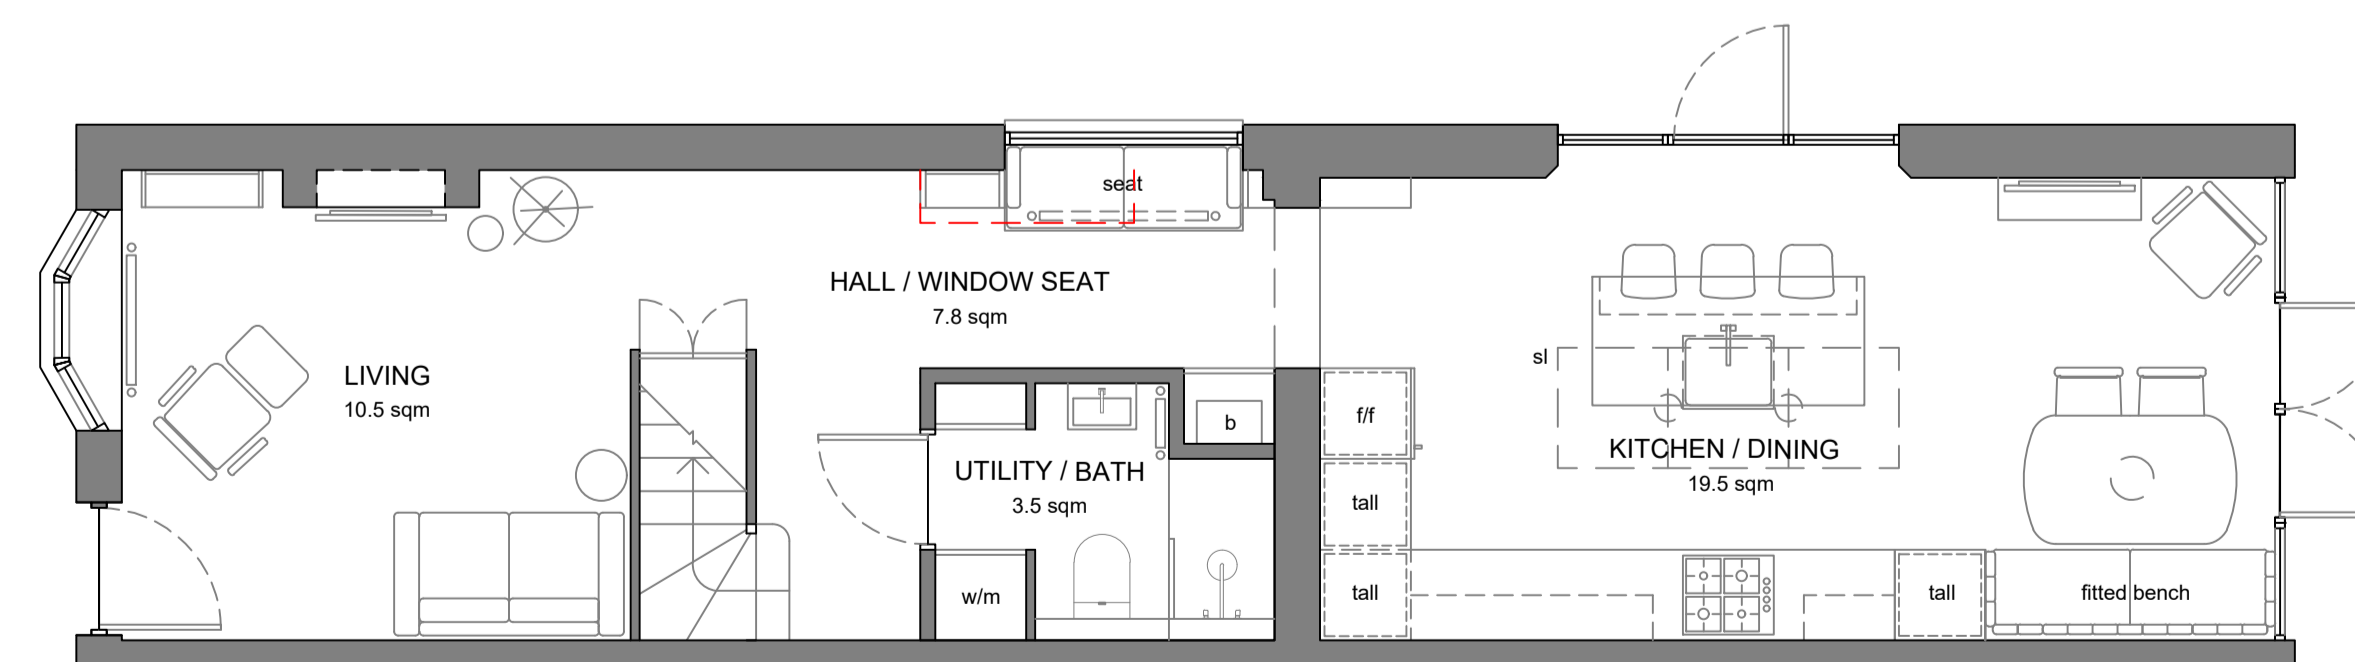 seat
HALL / WINDOW SEAT
7.8 sqm
LIVING
10.5 sqm
sl
f/f
b
KITCHEN / DINING
19.5 sqm
UTILITY / BATH
3.5 sqm
tall
w/m
tall
tall
fitted bench